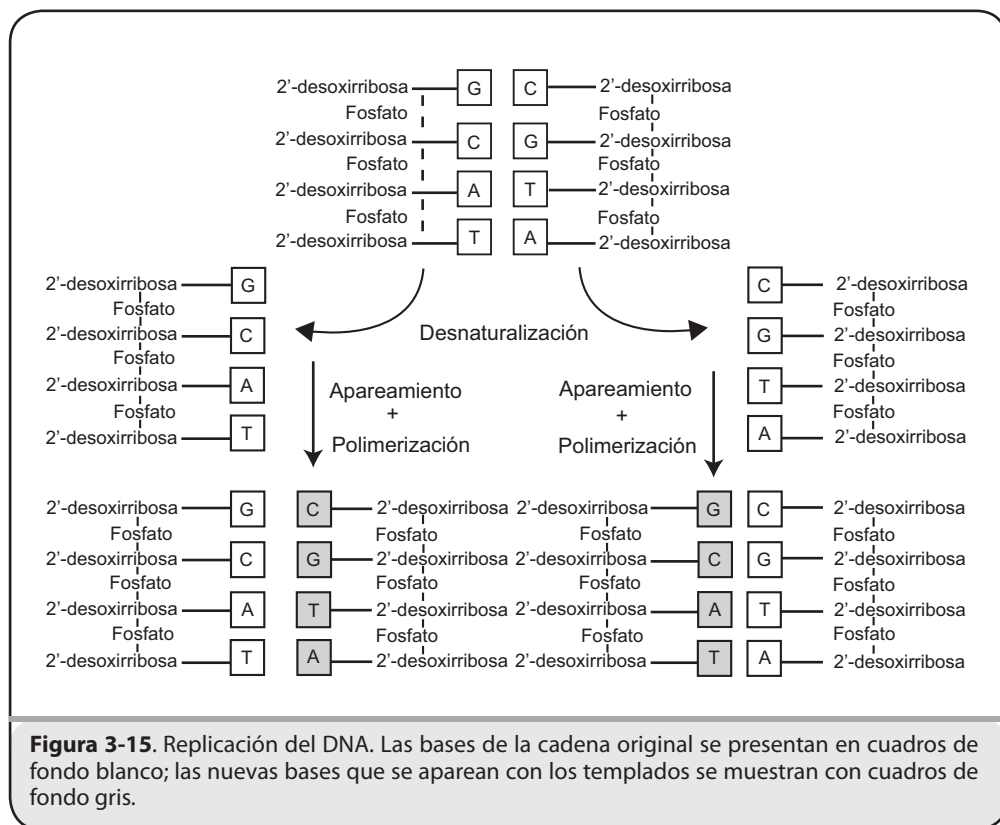 2'-desoxirribosa G C 2'-desoxirribosa
Fosfato Fosfato
2'-desoxirribosa C G 2'-desoxirribosa
Fosfato Fosfato
2'-desoxirribosa A T 2'-desoxirribosa
Fosfato Fosfato
2'-desoxirribosa T A 2'-desoxirribosa
2'-desoxirribosa G
Fosfato
2'-desoxirribosa C
Fosfato
2'-desoxirribosa A
Fosfato
2'-desoxirribosa T
Desnaturalización
C 2'-desoxirribosa
Fosfato
G 2'-desoxirribosa
Fosfato
T 2'-desoxirribosa
Fosfato
A 2'-desoxirribosa
Apareamiento
+
Polimerización
Apareamiento
+
Polimerización
2'-desoxirribosa G C 2'-desoxirribosa 2'-desoxirribosa G C 2'-desoxirribosa
Fosfato Fosfato Fosfato Fosfato
2'-desoxirribosa C G 2'-desoxirribosa 2'-desoxirribosa C G 2'-desoxirribosa
Fosfato Fosfato Fosfato Fosfato
2'-desoxirribosa A T 2'-desoxirribosa 2'-desoxirribosa A T 2'-desoxirribosa
Fosfato Fosfato Fosfato Fosfato
2'-desoxirribosa T A 2'-desoxirribosa 2'-desoxirribosa T A 2'-desoxirribosa
Figura 3-15. Replicación del DNA. Las bases de la cadena original se presentan en cuadros de
fondo blanco; las nuevas bases que se aparean con los templados se muestran con cuadros de
fondo gris.